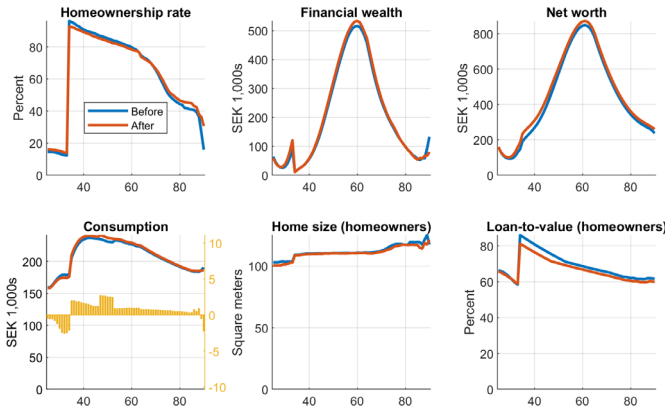 Homeownership rate
Financial wealth
Net worth
Percent
80
60
40
20
0
Before
After
40 60 80
SEK 1,000s
500
400
300
200
100
0
40 60 80
SEK 1,000s
800
600
400
200
0
40 60 80
Consumption
Home size (homeowners)
Loan-to-value (homeowners)
SEK 1,000s
200
150
100
50
0
10
5
0
-5
-10
40 60 80
Square meters
100
50
0
40 60 80
Percent
80
60
40
20
0
40 60 80